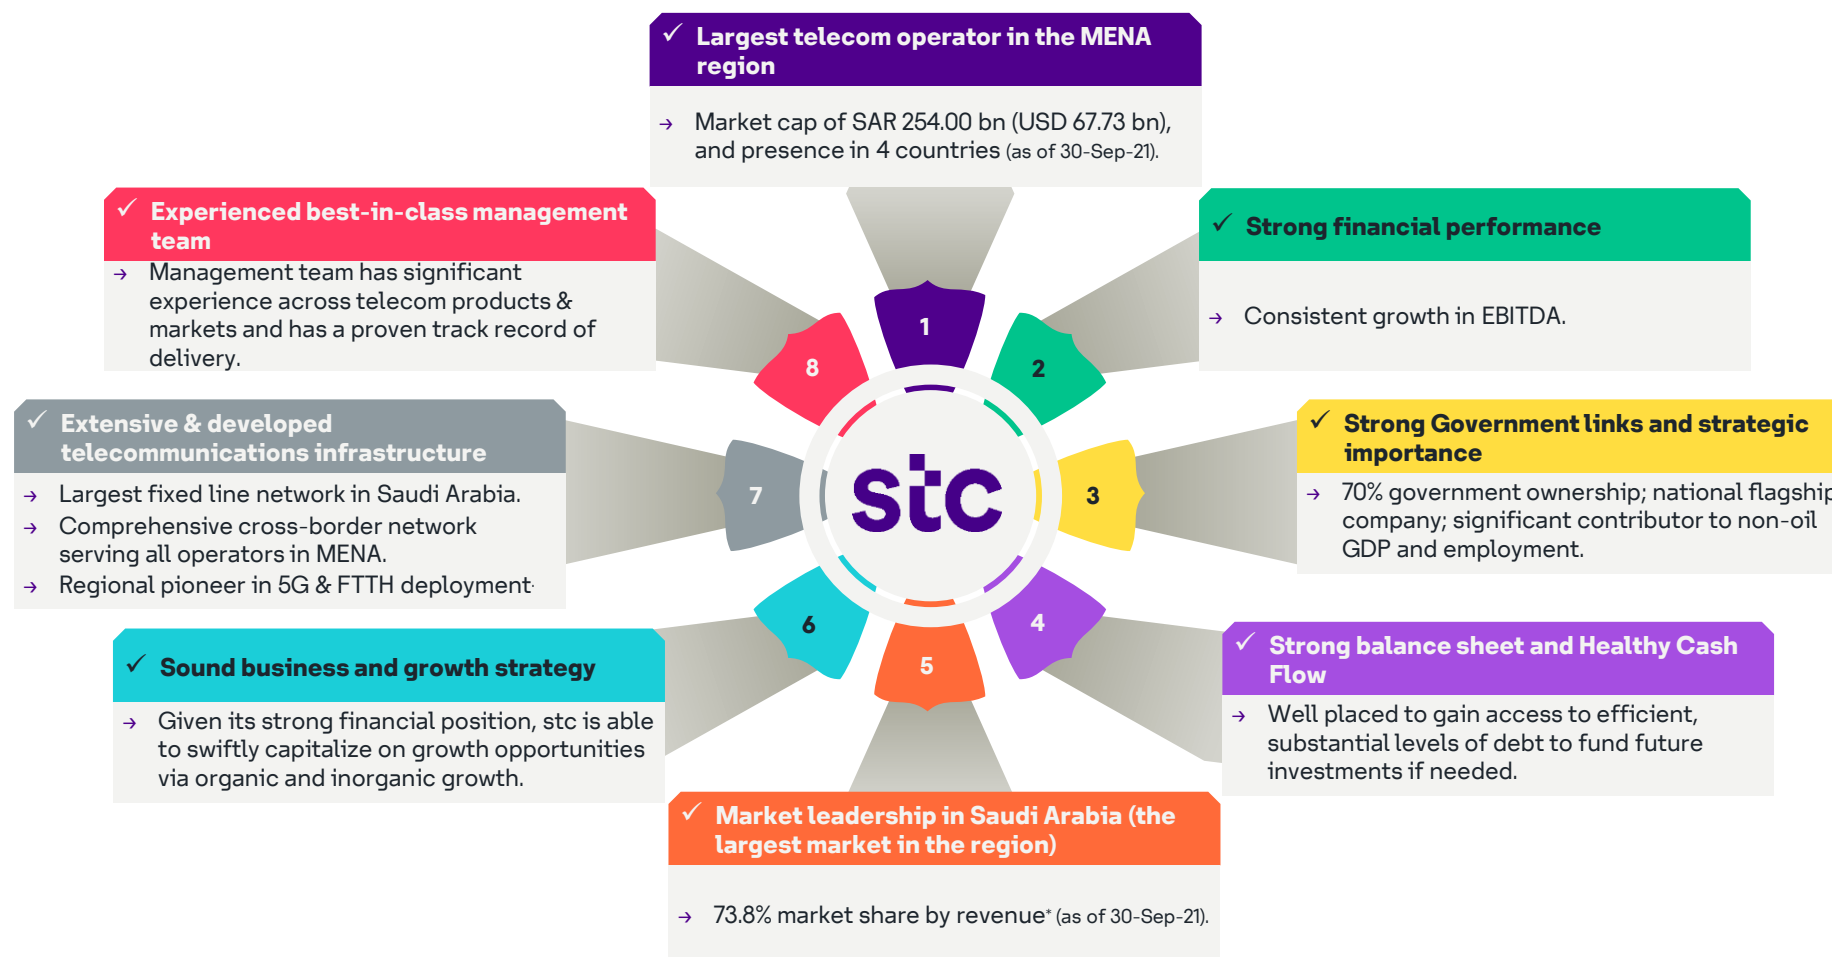 ✓ Largest telecom operator in the MENA
region
→ Market cap of SAR 254.00 bn (USD 67.73 bn),
and presence in 4 countries (as of 30-Sep-21).
✓ Strong financial performance
→ Consistent growth in EBITDA.
✓ Strong Government links and strategic
importance
→ 70% government ownership; national flagship
company; significant contributor to non-oil
GDP and employment.
✓ Strong balance sheet and Healthy Cash
Flow
→ Well placed to gain access to efficient,
substantial levels of debt to fund future
investments if needed.
✓ Market leadership in Saudi Arabia (the
largest market in the region)
→ 73.8% market share by revenue* (as of 30-Sep-21).
✓ Sound business and growth strategy
→ Given its strong financial position, stc is able
to swiftly capitalize on growth opportunities
via organic and inorganic growth.
✓ Extensive & developed
telecommunications infrastructure
→ Largest fixed line network in Saudi Arabia.
→ Comprehensive cross-border network
serving all operators in MENA.
→ Regional pioneer in 5G & FTTH deployment.
✓ Experienced best-in-class management
team
→ Management team has significant
experience across telecom products &
markets and has a proven track record of
delivery.
1
2
3
4
5
6
7
8
stc